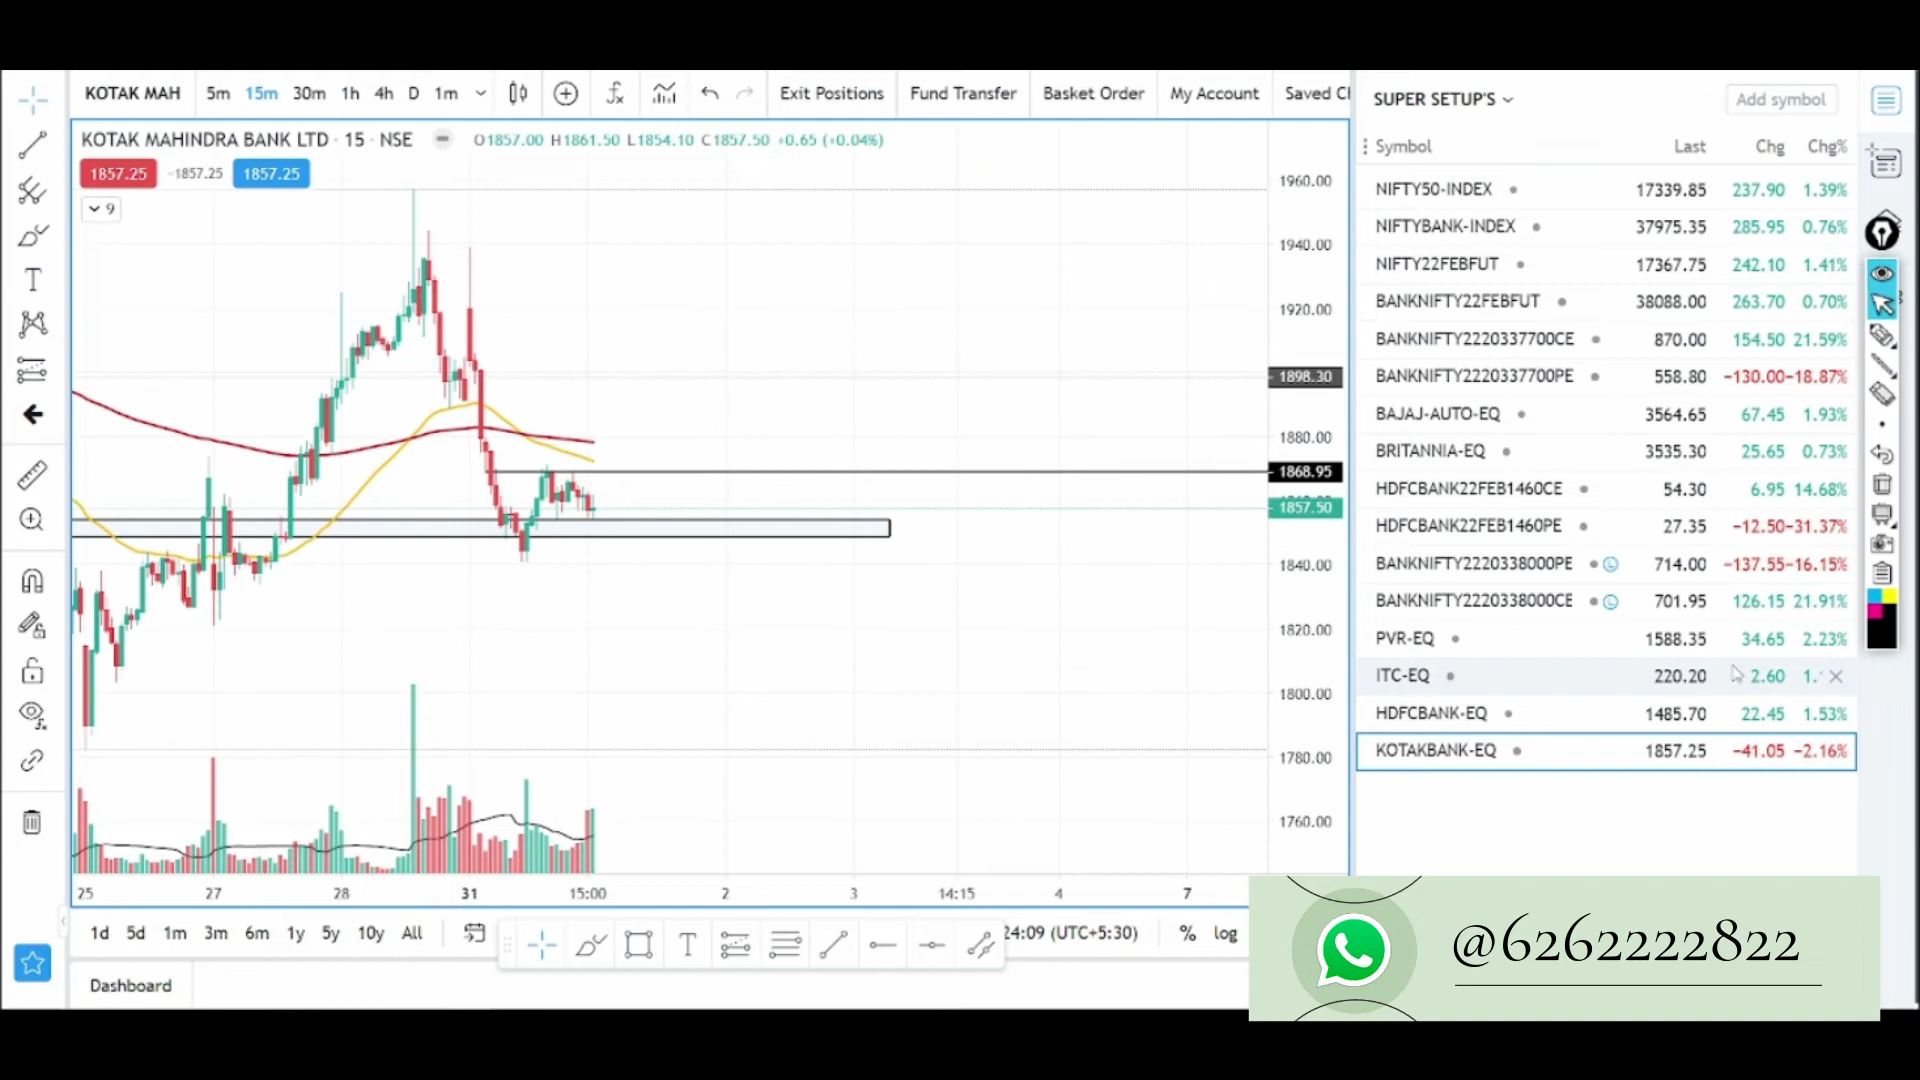 KOTAK MAH 5m 15m 30m 1h 4h D 1m Exit Positions Fund Transfer Basket Order My Account Saved Cl
KOTAK MAHINDRA BANK LTD · 15 · NSE O1857.00 H1861.50 L1854.10 C1857.50 +0.65 (+0.04%)
1857.25 -1857.25 1857.25
9
1960.00
1940.00
1920.00
1898.30
1880.00
1868.95
1857.50
1840.00
1820.00
1800.00
1780.00
1760.00
25 27 28 31 15:00 2 3 14:15 4 7
1d 5d 1m 3m 6m 1y 5y 10y All 24:09 (UTC+5:30) % log
Dashboard
SUPER SETUP'S Add symbol
Symbol Last Chg Chg%
NIFTY50-INDEX 17339.85 237.90 1.39%
NIFTYBANK-INDEX 37975.35 285.95 0.76%
NIFTY22FEBFUT 17367.75 242.10 1.41%
BANKNIFTY22FEBFUT 38088.00 263.70 0.70%
BANKNIFTY2220337700CE 870.00 154.50 21.59%
BANKNIFTY2220337700PE 558.80 -130.00 -18.87%
BAJAJ-AUTO-EQ 3564.65 67.45 1.93%
BRITANNIA-EQ 3535.30 25.65 0.73%
HDFCBANK22FEB1460CE 54.30 6.95 14.68%
HDFCBANK22FEB1460PE 27.35 -12.50 -31.37%
BANKNIFTY2220338000PE 714.00 -137.55 -16.15%
BANKNIFTY2220338000CE 701.95 126.15 21.91%
PVR-EQ 1588.35 34.65 2.23%
ITC-EQ 220.20 2.60 1.
HDFCBANK-EQ 1485.70 22.45 1.53%
KOTAKBANK-EQ 1857.25 -41.05 -2.16%
@6262222822